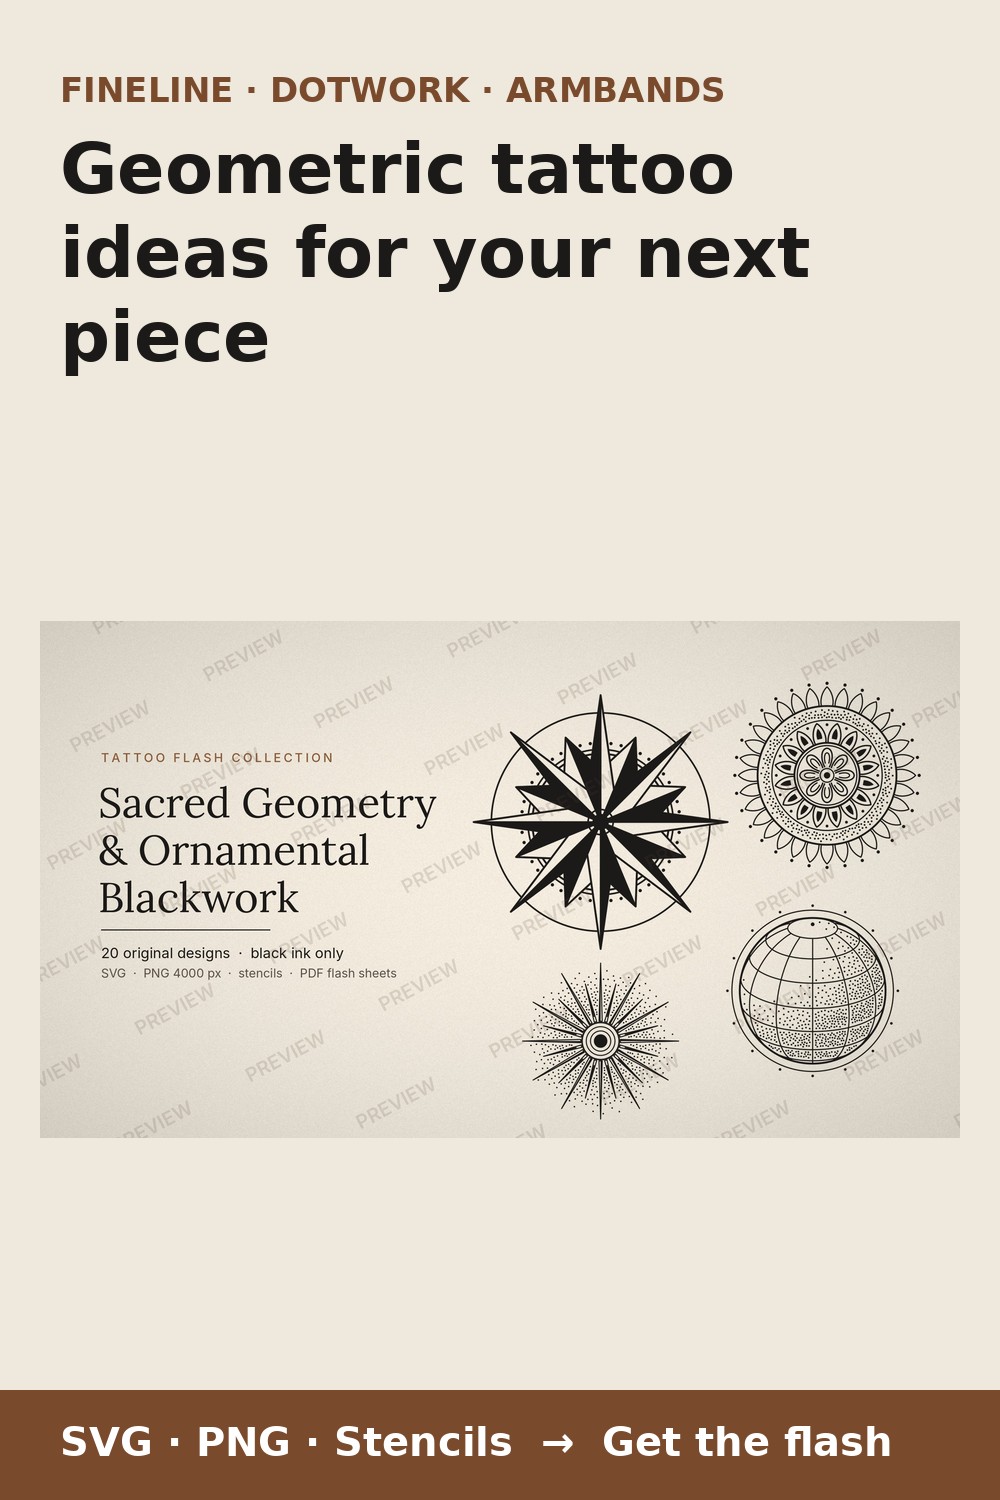 FINELINE · DOTWORK · ARMBANDS
Geometric tattoo
ideas for your next
piece
TATTOO FLASH COLLECTION
Sacred Geometry
& Ornamental
Blackwork
20 original designs · black ink only
SVG · PNG 4000 px · stencils · PDF flash sheets
PREVIEW
SVG · PNG · Stencils → Get the flash